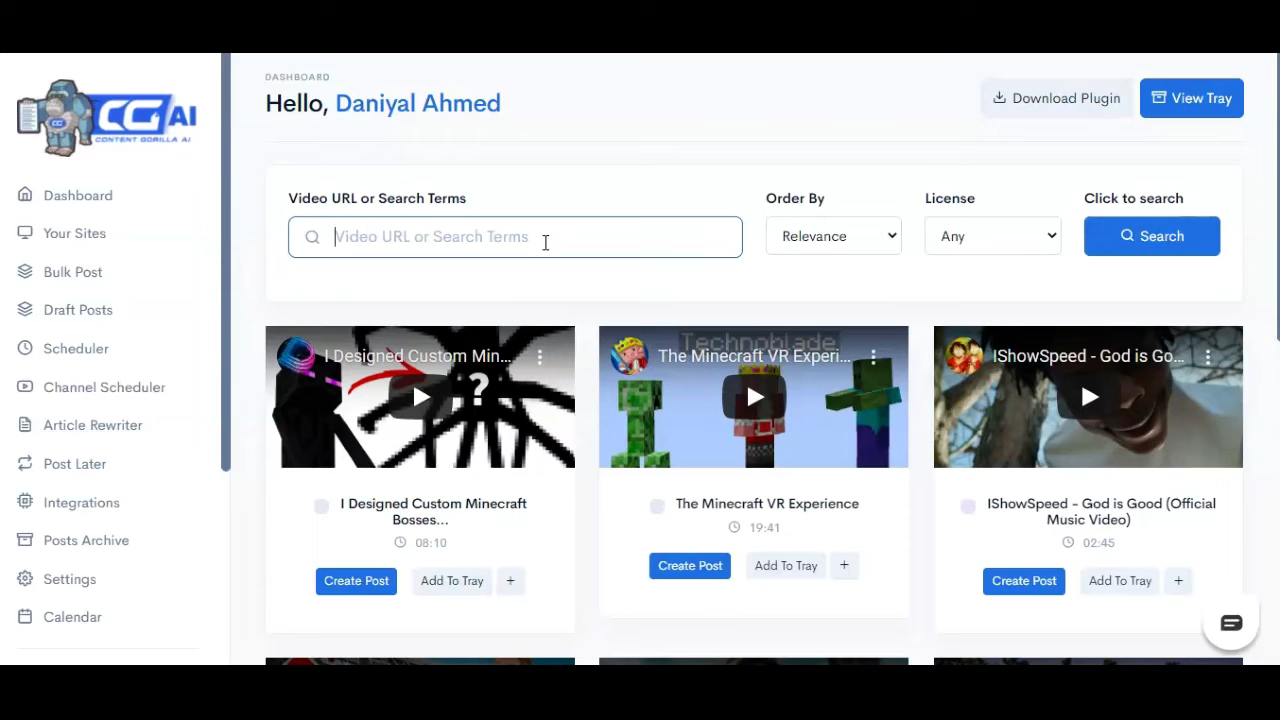 CG AI
CONTENT GORILLA AI
Dashboard
Your Sites
Bulk Post
Draft Posts
Scheduler
Channel Scheduler
Article Rewriter
Post Later
Integrations
Posts Archive
Settings
Calendar
DASHBOARD
Hello, Daniyal Ahmed
Download Plugin
View Tray
Video URL or Search Terms
Order By
License
Click to search
Video URL or Search Terms
Relevance
Any
Search
I Designed Custom Min...
?
I Designed Custom Minecraft
Bosses...
08:10
Create Post
Add To Tray
+
Technoblade
The Minecraft VR Experi...
The Minecraft VR Experience
19:41
Create Post
Add To Tray
+
IShowSpeed - God is Go...
IShowSpeed - God is Good (Official
Music Video)
02:45
Create Post
Add To Tray
+